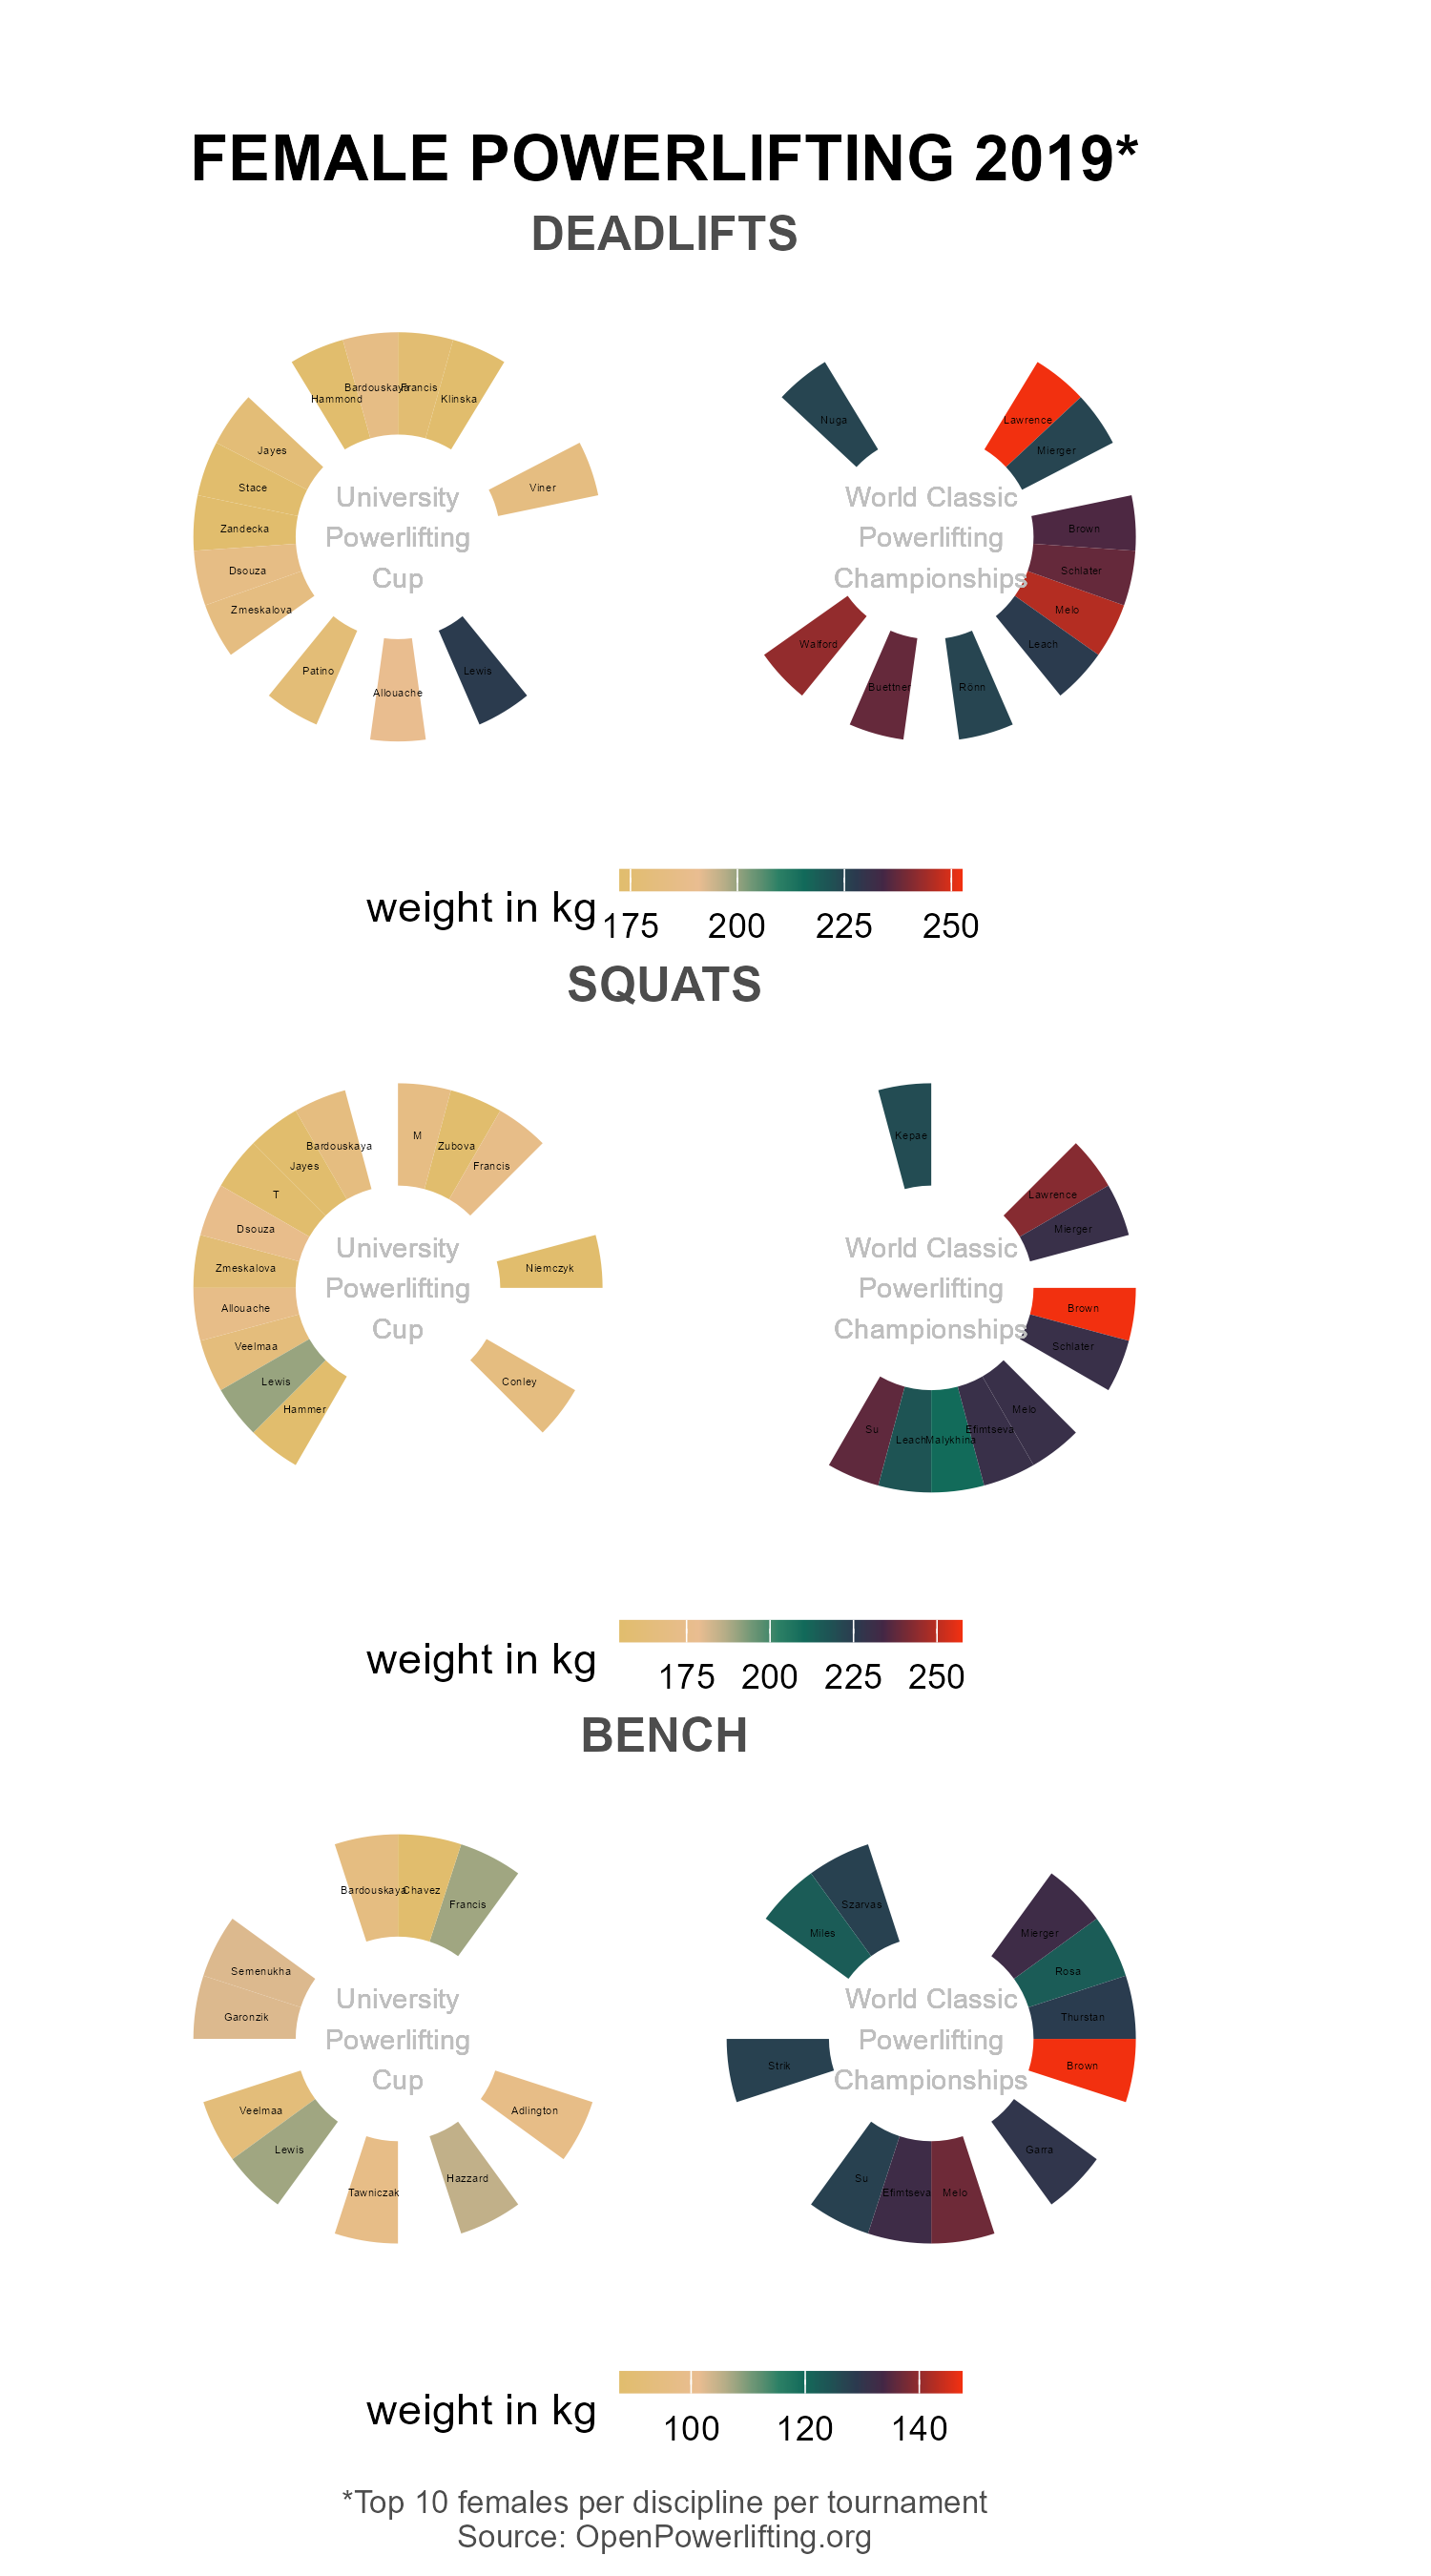 FEMALE POWERLIFTING 2019*
DEADLIFTS
Bardouskaya
Francis
Hammond
Klinska
Jayes
Stace
Zandecka
Dsouza
Zmeskalova
Patino
Allouache
Lewis
Viner
University
Powerlifting
Cup
Nuga
Lawrence
Mierger
Brown
Schlater
Melo
Leach
Rönn
Buettner
Walford
World Classic
Powerlifting
Championships
weight in kg
175 200 225 250
SQUATS
Bardouskaya
M
Zubova
Francis
Jayes
T
Dsouza
Zmeskalova
Allouache
Veelmaa
Lewis
Hammer
Niemczyk
Conley
University
Powerlifting
Cup
Kepae
Lawrence
Mierger
Brown
Schlater
Melo
Efimtseva
Malykhina
Leach
Su
World Classic
Powerlifting
Championships
weight in kg
175 200 225 250
BENCH
Bardouskaya
Chavez
Francis
Semenukha
Garonzik
Veelmaa
Lewis
Tawniczak
Hazzard
Adlington
University
Powerlifting
Cup
Szarvas
Miles
Mierger
Rosa
Thurstan
Brown
Garra
Melo
Efimtseva
Su
Strik
World Classic
Powerlifting
Championships
weight in kg
100 120 140
*Top 10 females per discipline per tournament
Source: OpenPowerlifting.org